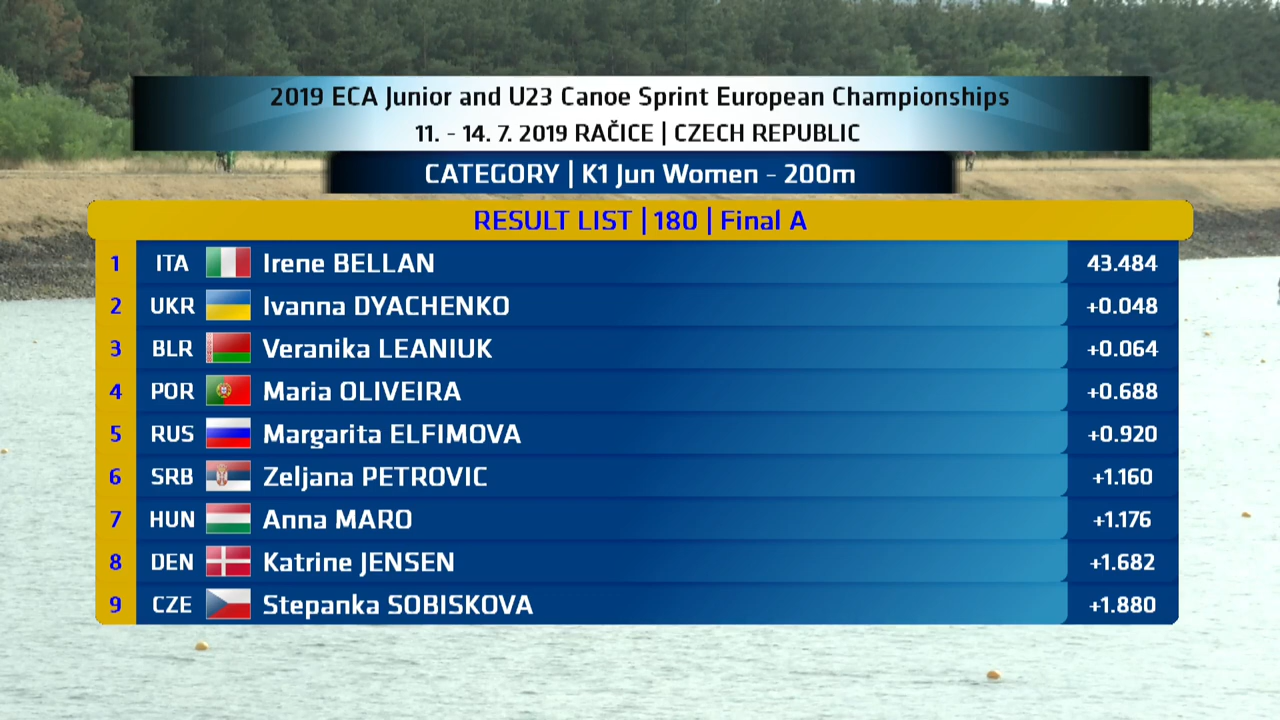 2019 ECA Junior and U23 Canoe Sprint European Championships
11. - 14. 7. 2019 RAČICE | CZECH REPUBLIC
CATEGORY | K1 Jun Women - 200m
RESULT LIST | 180 | Final A
1 ITA Irene BELLAN 43.484
2 UKR Ivanna DYACHENKO +0.048
3 BLR Veranika LEANIUK +0.064
4 POR Maria OLIVEIRA +0.688
5 RUS Margarita ELFIMOVA +0.920
6 SRB Zeljana PETROVIC +1.160
7 HUN Anna MARO +1.176
8 DEN Katrine JENSEN +1.682
9 CZE Stepanka SOBISKOVA +1.880